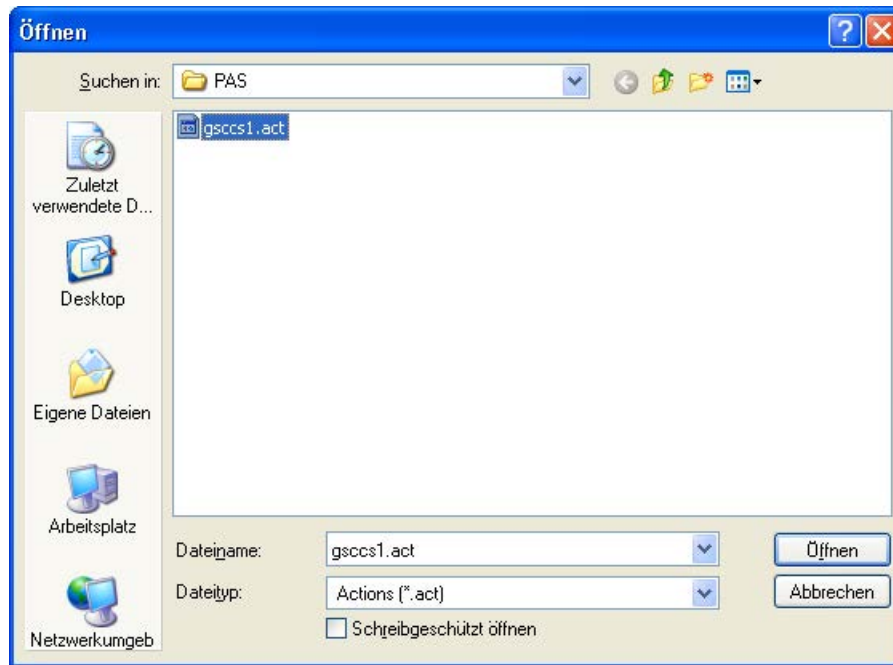 Öffnen
Suchen in: PAS
gsccs1.act
Zuletzt
verwendete D...
Desktop
Eigene Dateien
Arbeitsplatz
Netzwerkumgeb
Dateiname: gsccs1.act Öffnen
Dateityp: Actions (*.act) Abbrechen
Schreibgeschützt öffnen